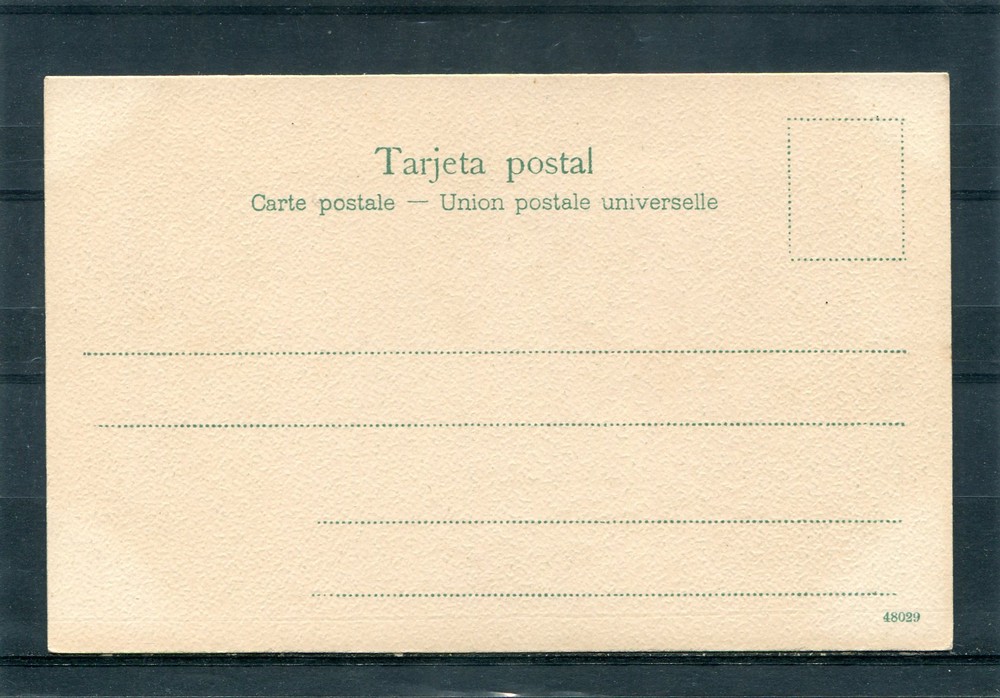 Tarjeta postal
Carte postale — Union postale universelle
48029